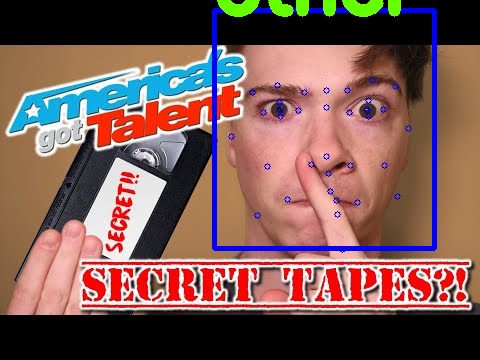 other
America's
got Talent
SECRET!!
SECRET TAPES?!